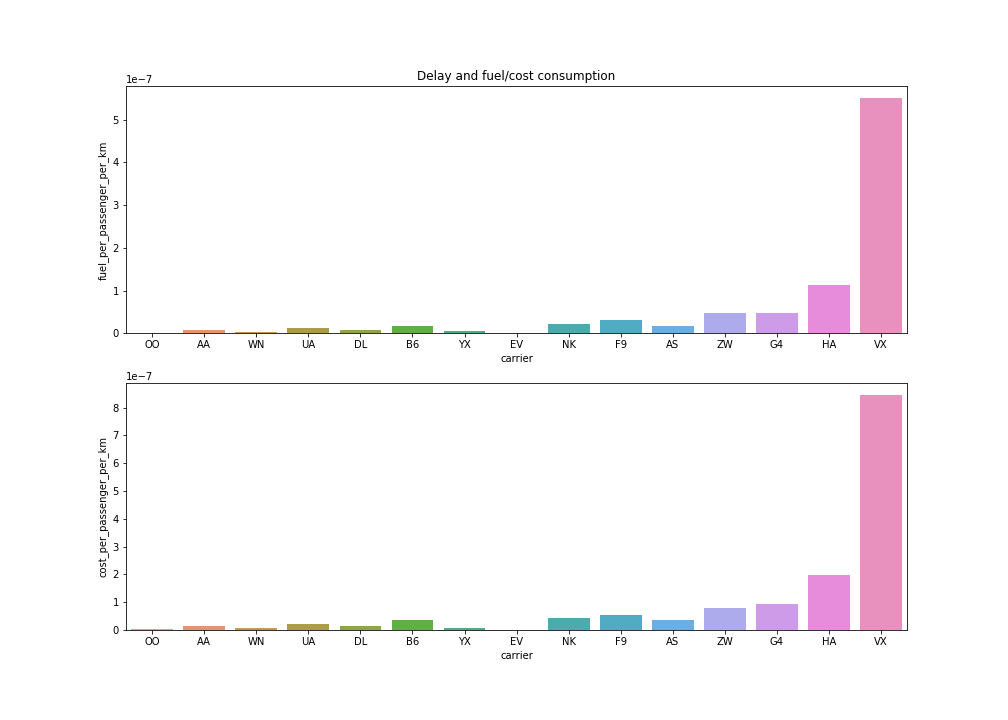 Delay and fuel/cost consumption
1e−7
fuel_per_passenger_per_km
5
4
3
2
1
0
OO AA WN UA DL B6 YX EV NK F9 AS ZW G4 HA VX
carrier
1e−7
cost_per_passenger_per_km
8
7
6
5
4
3
2
1
0
OO AA WN UA DL B6 YX EV NK F9 AS ZW G4 HA VX
carrier